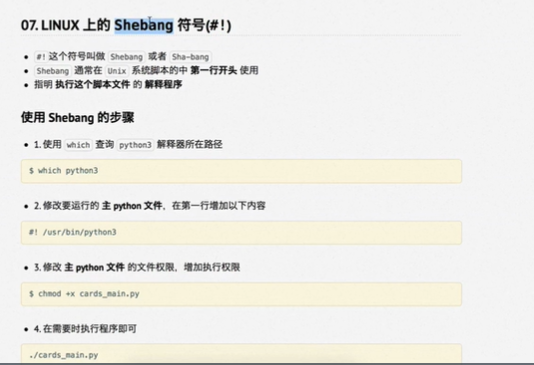 07. LINUX 上的 Shebang 符号(#!)
#! 这个符号叫做 Shebang 或者 Sha-bang
Shebang 通常在 Unix 系统脚本的中 第一行开头 使用
指明 执行这个脚本文件 的 解释程序
使用 Shebang 的步骤
1. 使用 which 查询 python3 解释器所在路径
$ which python3
2. 修改要运行的 主 python 文件，在第一行增加以下内容
#! /usr/bin/python3
3. 修改 主 python 文件 的文件权限，增加执行权限
$ chmod +x cards_main.py
4. 在需要时执行程序即可
./cards_main.py